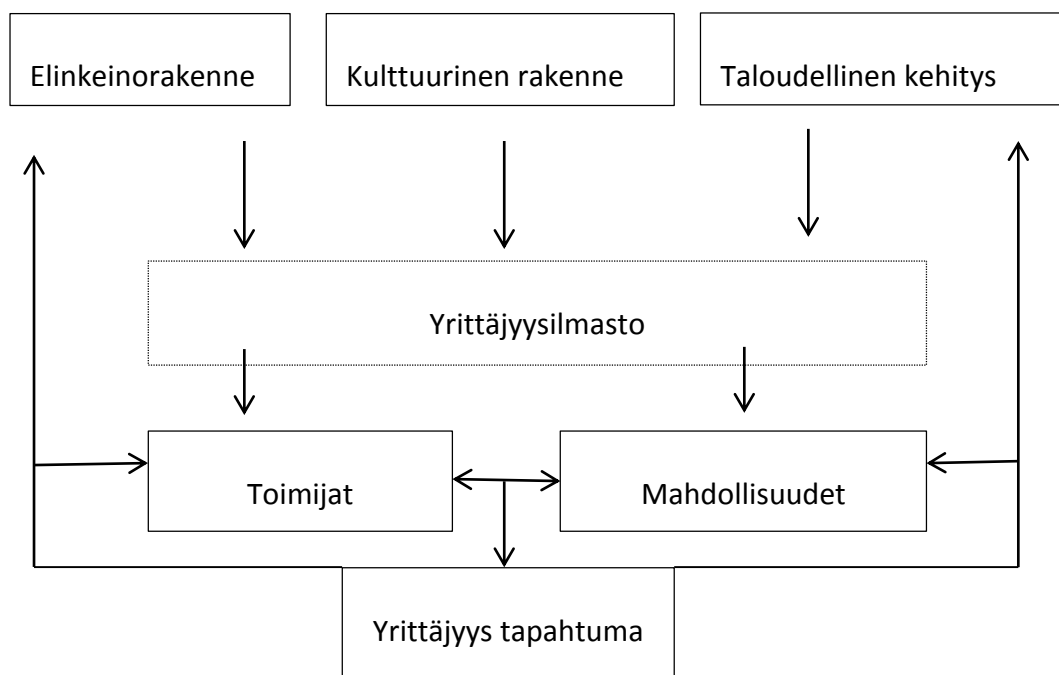 Elinkeinorakenne
Kulttuurinen rakenne
Taloudellinen kehitys
Yrittäjyysilmasto
Toimijat
Mahdollisuudet
Yrittäjyys tapahtuma